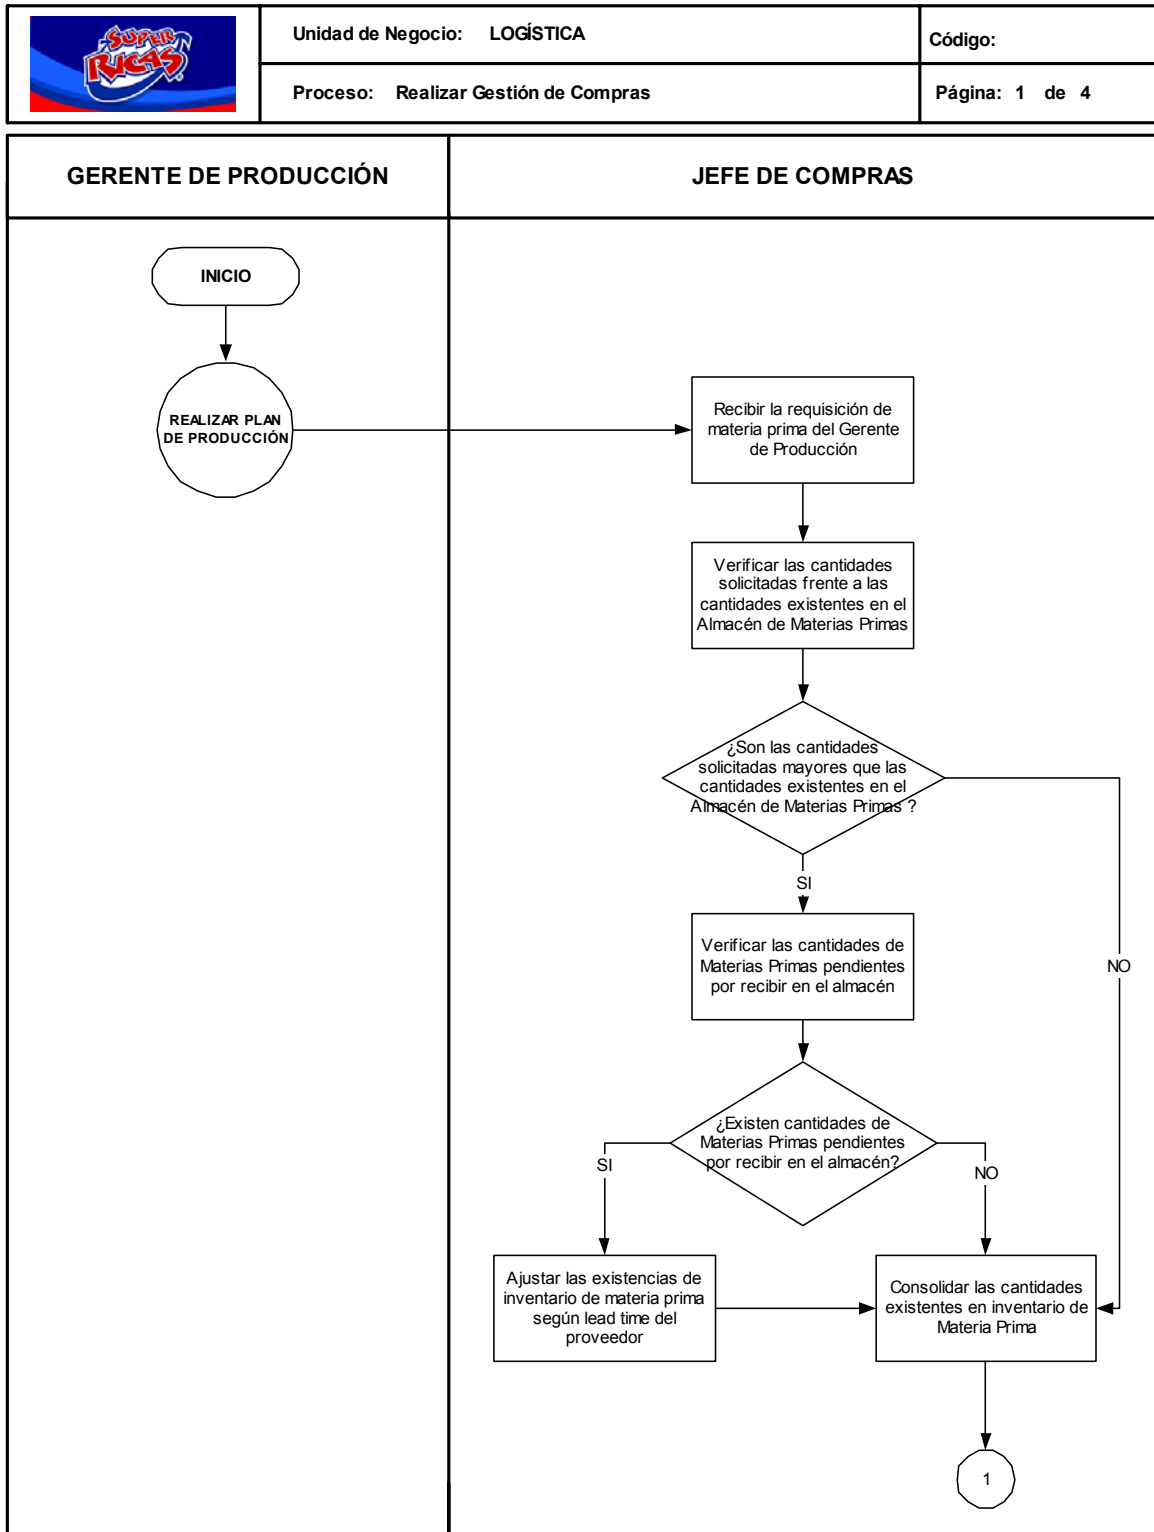 SUPER
RICAS
Unidad de Negocio: LOGÍSTICA
Código:
Proceso: Realizar Gestión de Compras
Página: 1 de 4
GERENTE DE PRODUCCIÓN
JEFE DE COMPRAS
INICIO
REALIZAR PLAN
DE PRODUCCIÓN
Recibir la requisición de
materia prima del Gerente
de Producción
Verificar las cantidades
solicitadas frente a las
cantidades existentes en el
Almacén de Materias Primas
¿Son las cantidades
solicitadas mayores que las
cantidades existentes en el
Almacén de Materias Primas ?
SI
NO
Verificar las cantidades de
Materias Primas pendientes
por recibir en el almacén
¿Existen cantidades de
Materias Primas pendientes
por recibir en el almacén?
SI
NO
Ajustar las existencias de
inventario de materia prima
según lead time del
proveedor
Consolidar las cantidades
existentes en inventario de
Materia Prima
1